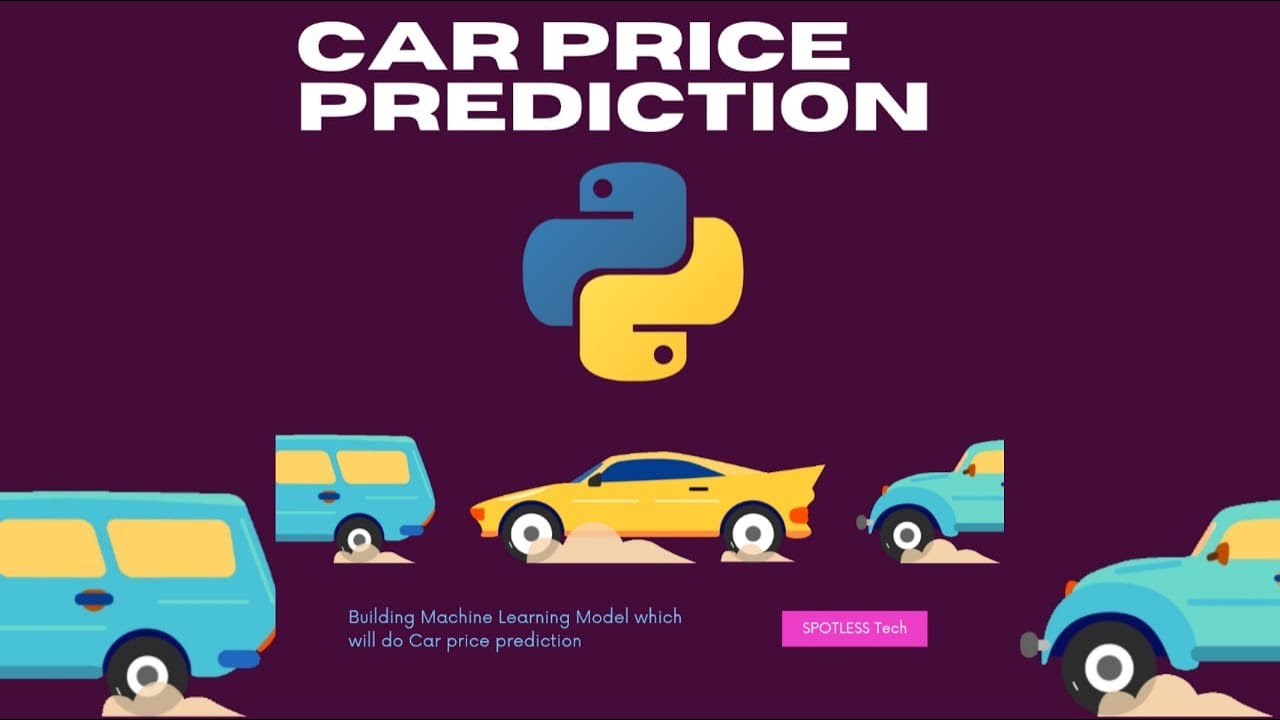 CAR PRICE
PREDICTION
Building Machine Learning Model which
will do Car price prediction
SPOTLESS Tech